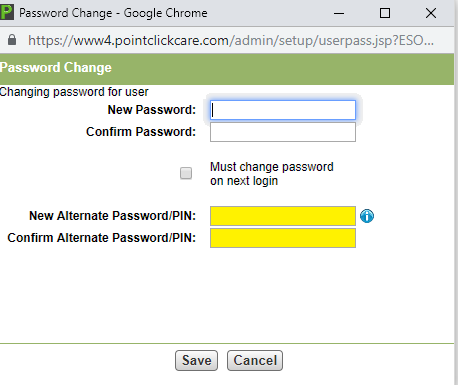 Password Change - Google Chrome
https://www4.pointclickcare.com/admin/setup/userpass.jsp?ESO...
Password Change
Changing password for user
New Password:
Confirm Password:
Must change password
on next login
New Alternate Password/PIN:
Confirm Alternate Password/PIN:
Save Cancel